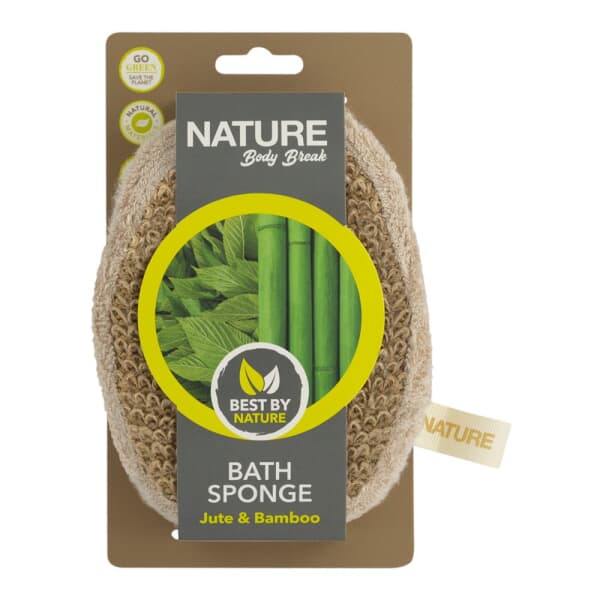 GO
GREEN
SAVE THE
PLANET
NATURAL
NATURE
Body Break
BEST BY
NATURE
BATH
SPONGE
Jute & Bamboo
NATURE